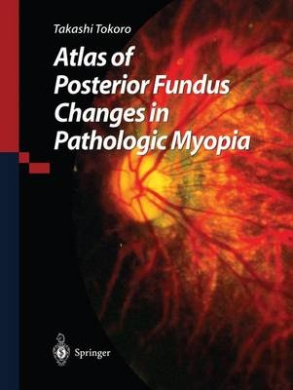 Takashi Tokoro
Atlas of
Posterior Fundus
Changes in
Pathologic Myopia
Springer